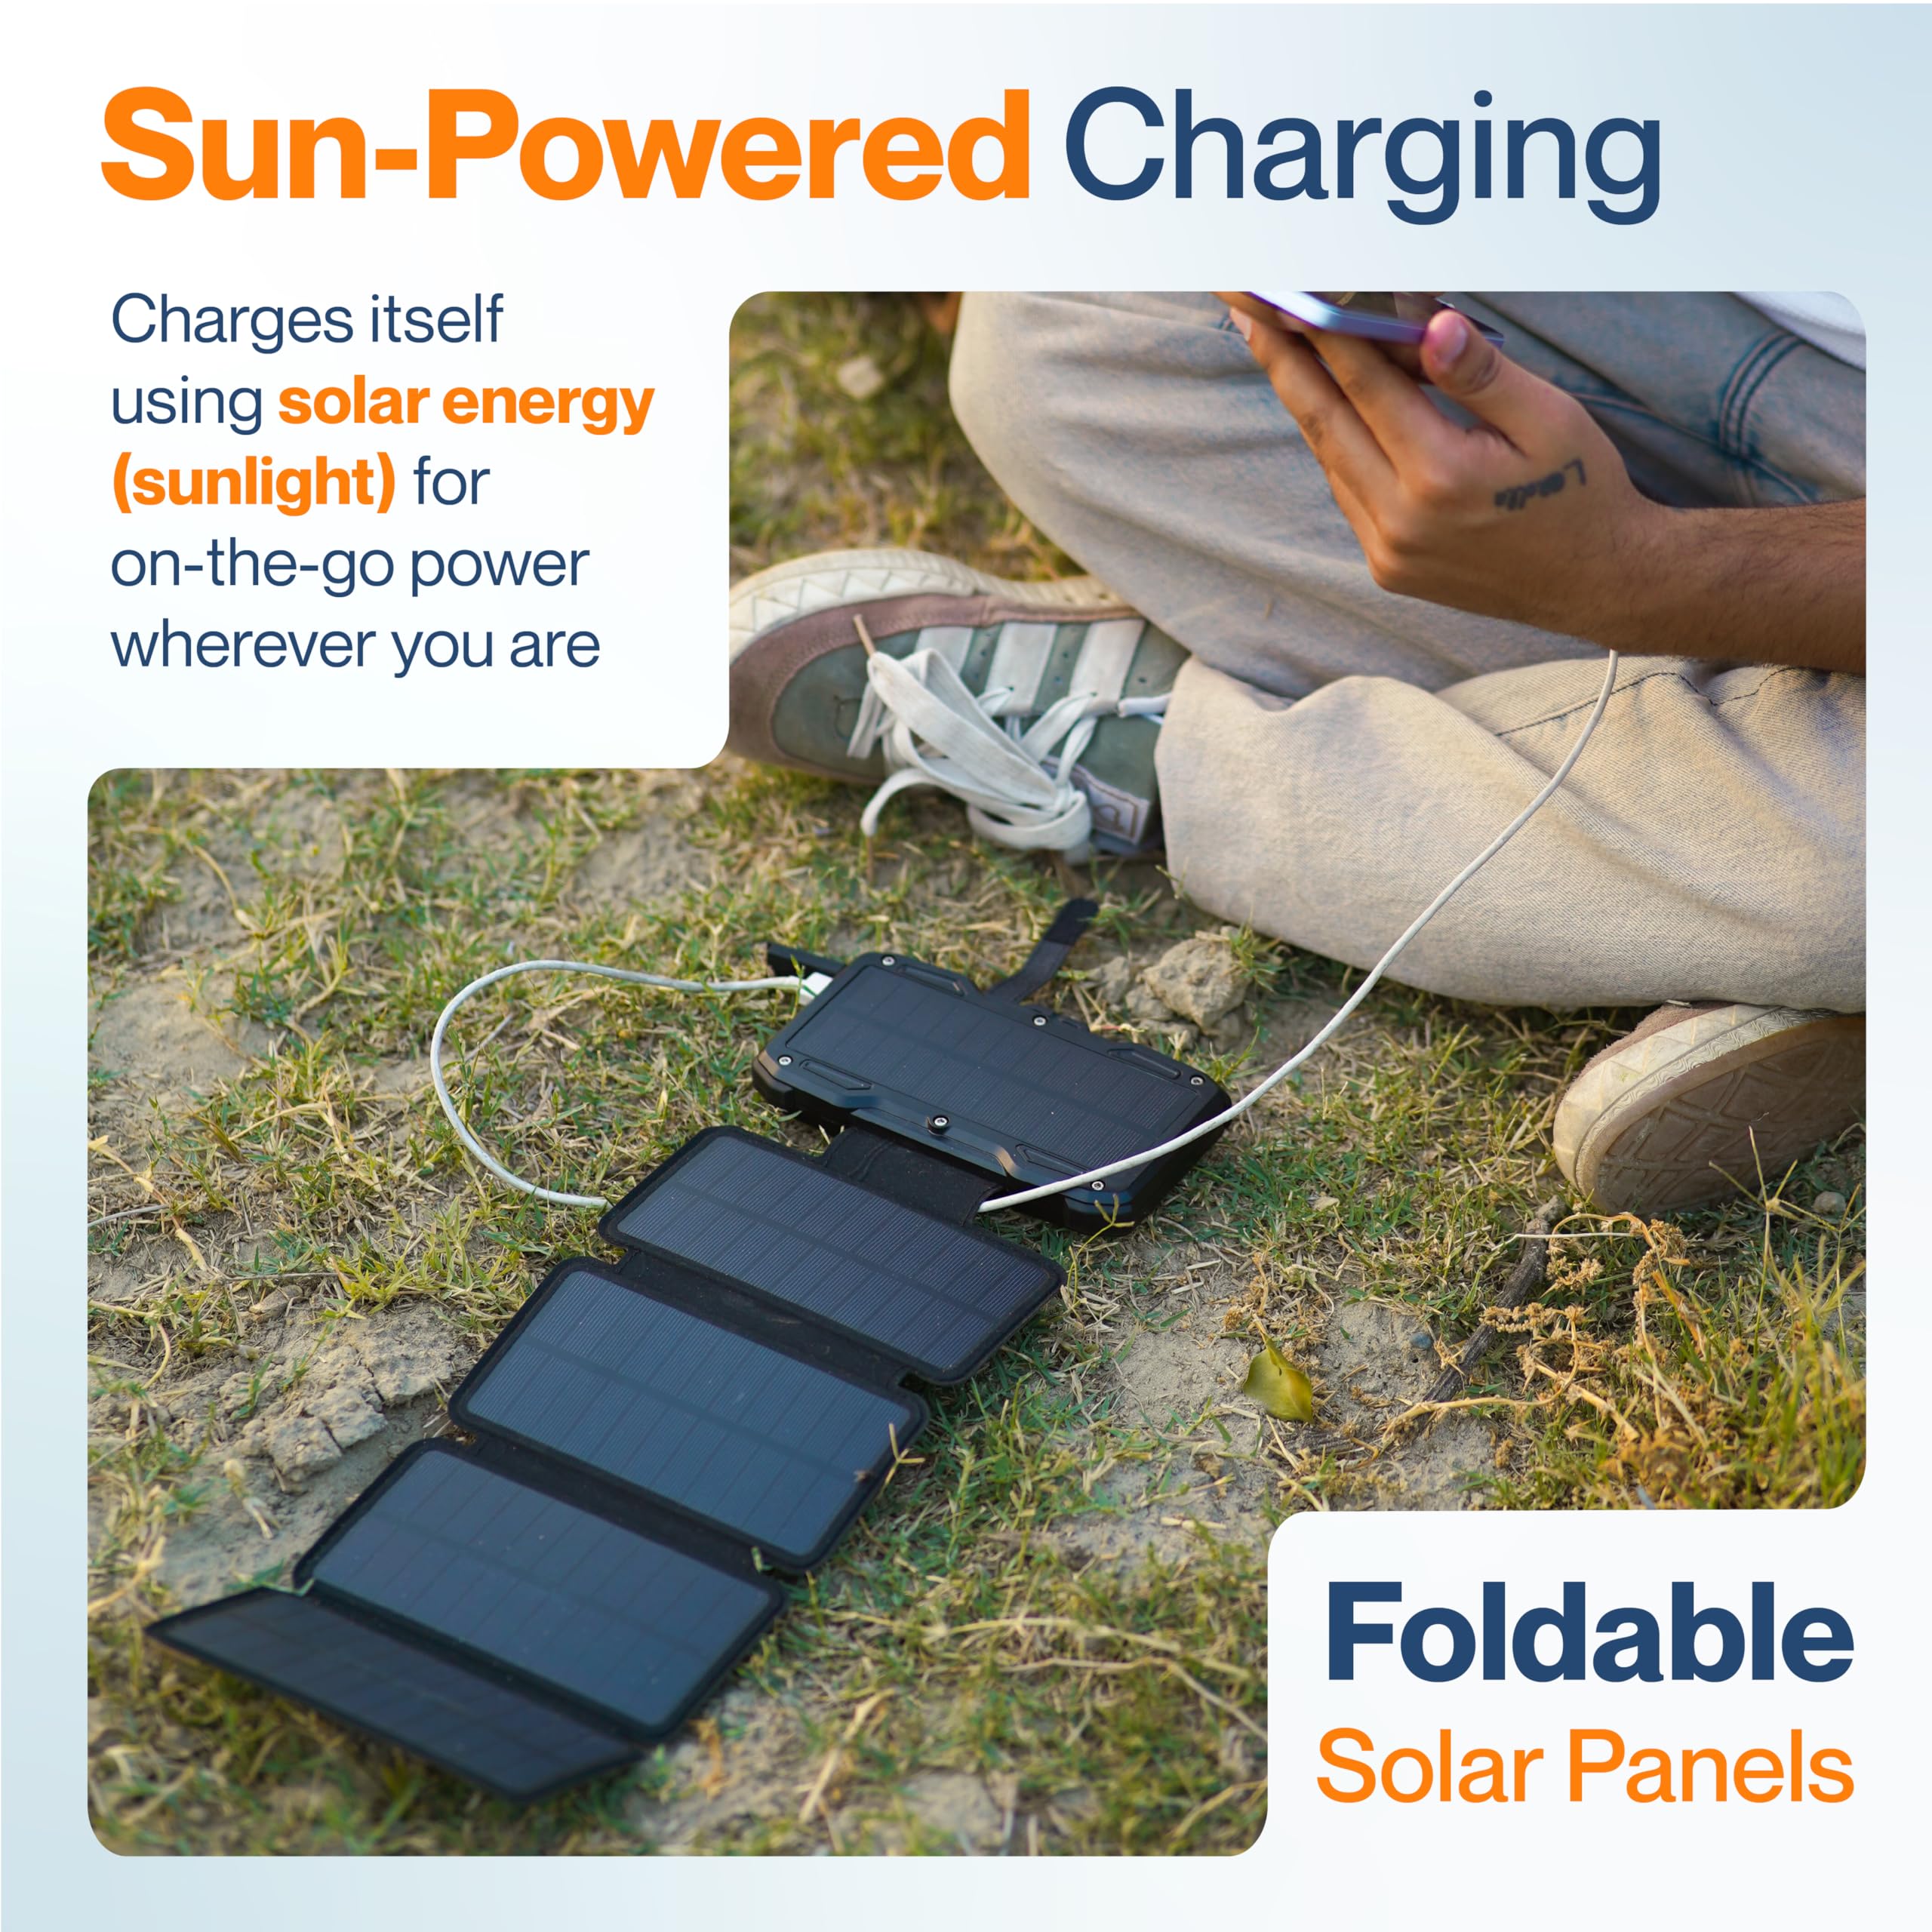 Sun-Powered Charging
Charges itself
using solar energy
(sunlight) for
on-the-go power
wherever you are
Foldable
Solar Panels